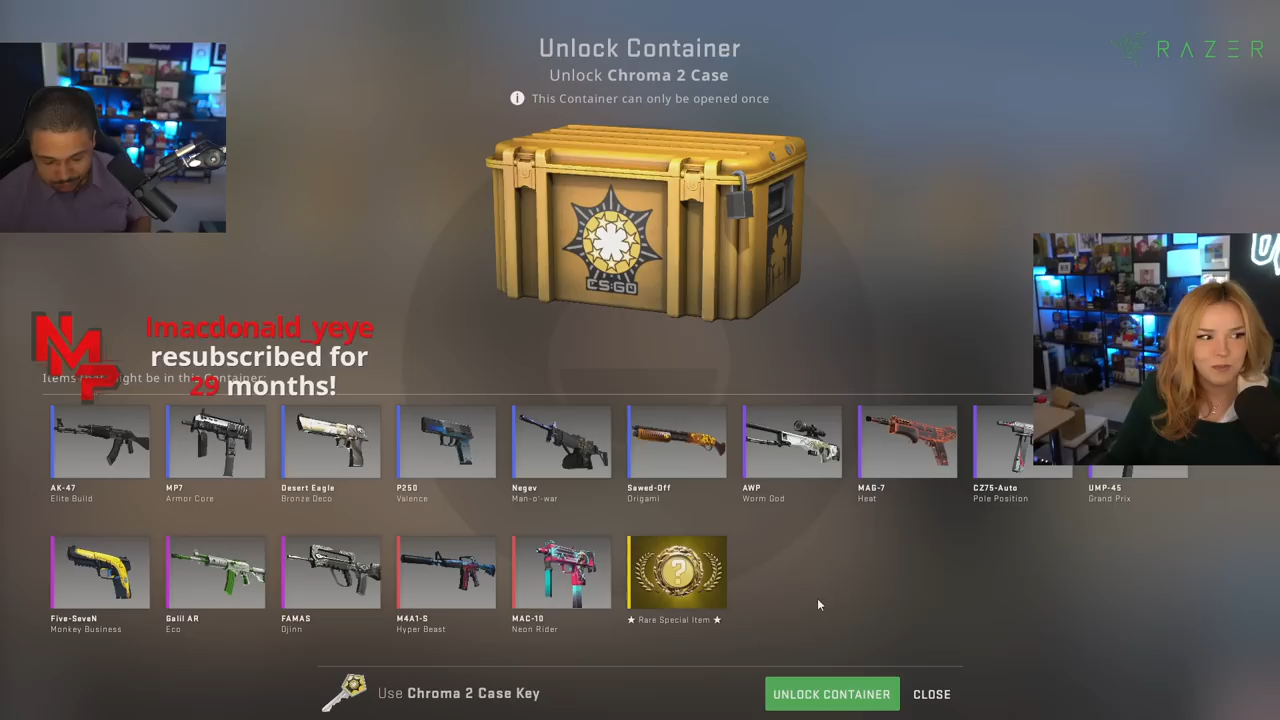 Unlock Container
Unlock Chroma 2 Case
This Container can only be opened once
RAZER
CS:GO
NMP
lmacdonald_yeye
resubscribed for
29 months!
AK-47
Elite Build
MP7
Armor Core
Desert Eagle
Bronze Deco
P250
Valence
Negev
Man-o'-war
Sawed-Off
Origami
AWP
Worm God
MAG-7
Heat
CZ75-Auto
Pole Position
UMP-45
Grand Prix
Five-SeveN
Monkey Business
Galil AR
Eco
FAMAS
Djinn
M4A1-S
Hyper Beast
MAC-10
Neon Rider
?
★ Rare Special Item ★
Use Chroma 2 Case Key
UNLOCK CONTAINER
CLOSE